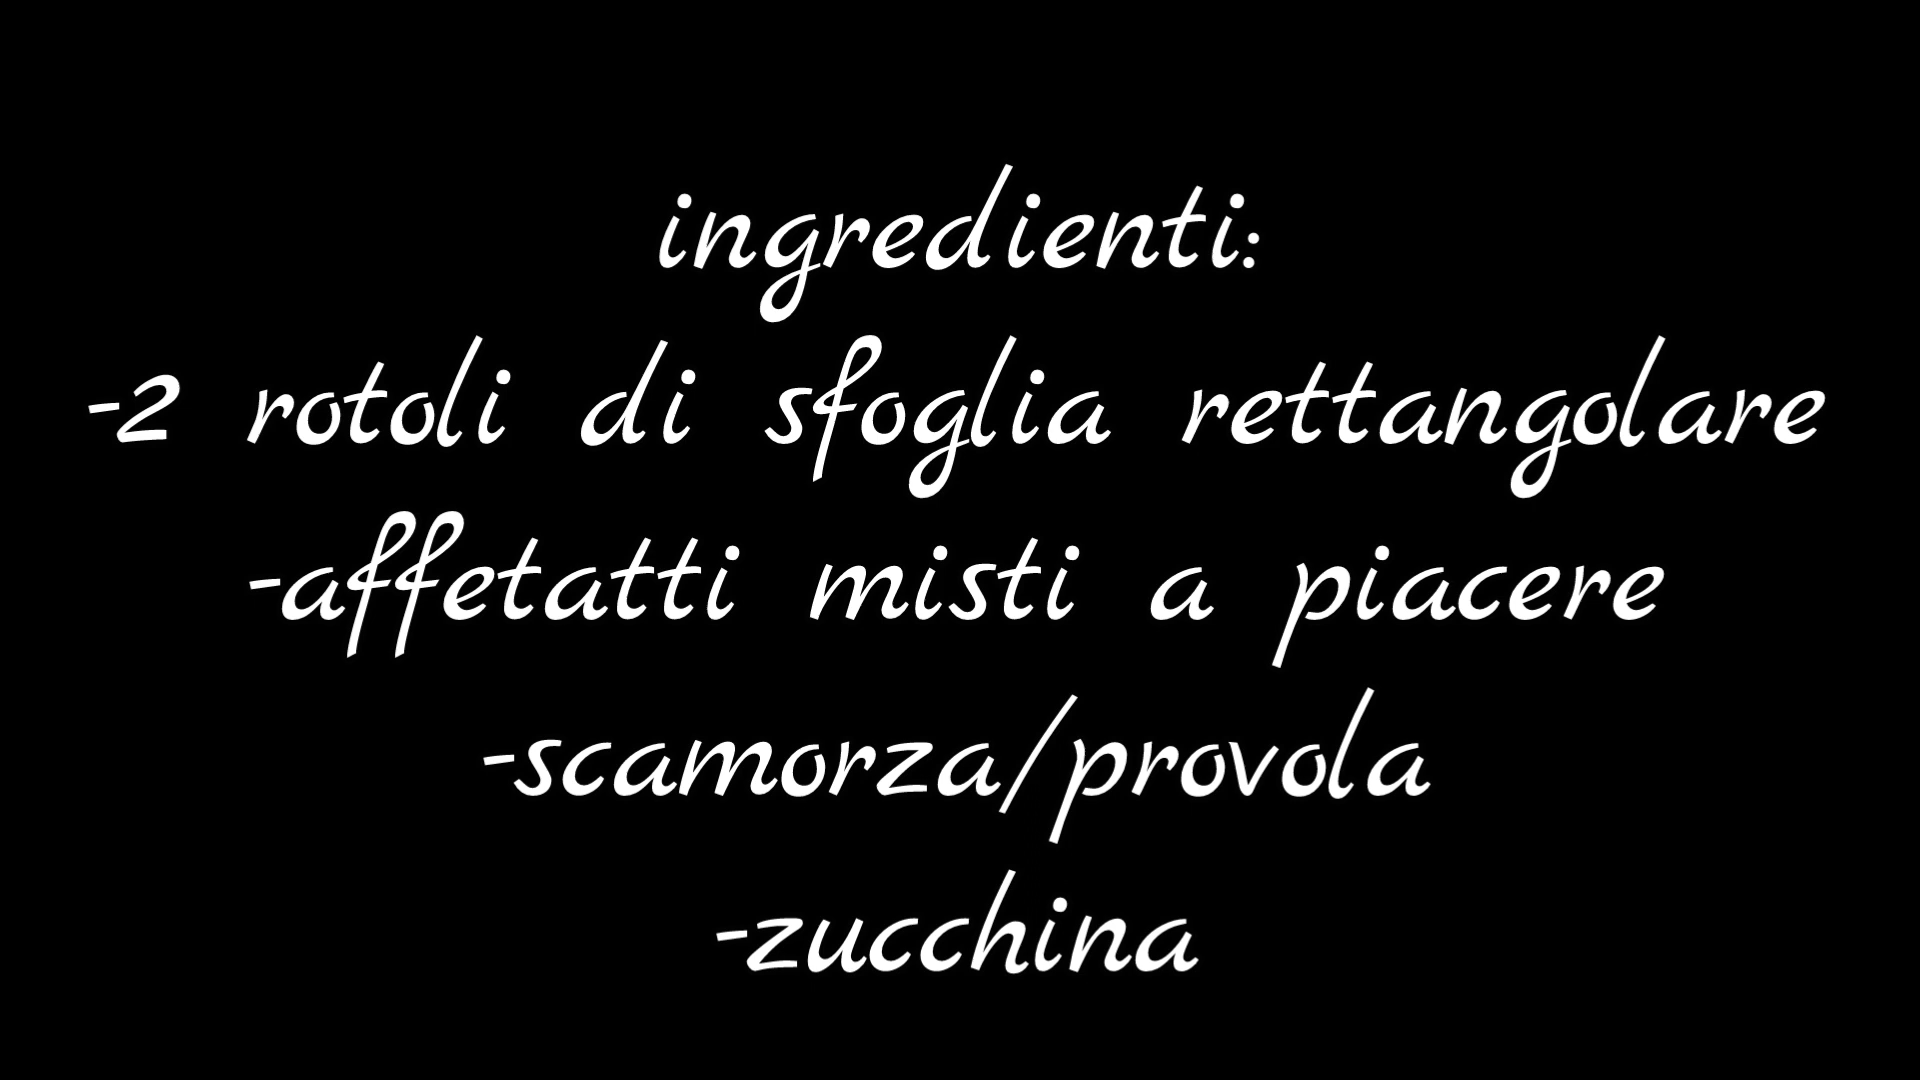 ingredienti:
-2 rotoli di sfoglia rettangolare
-affetatti misti a piacere
-scamorza/provola
-zucchina